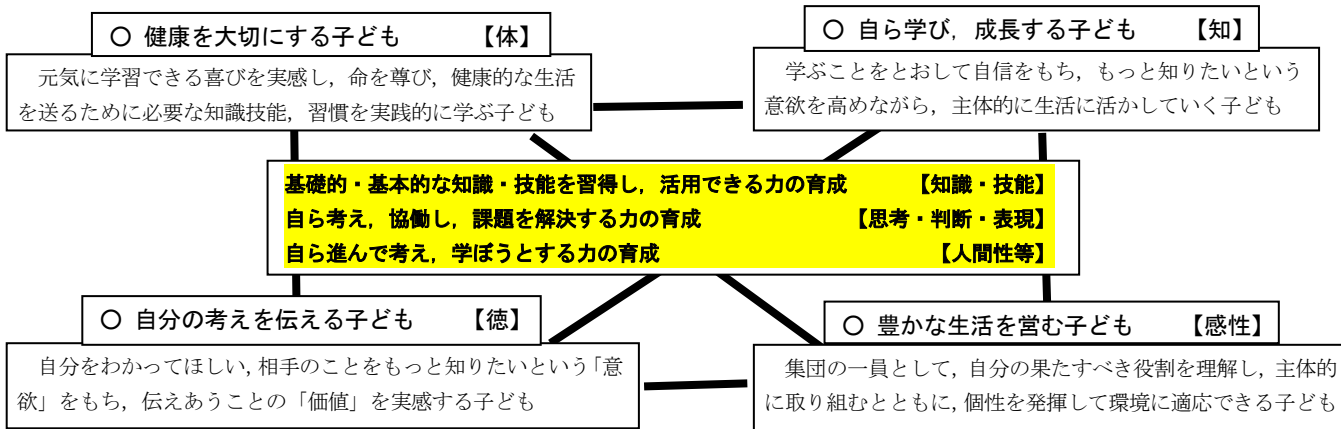 ○ 健康を大切にする子ども 【体】
元気に学習できる喜びを実感し，命を尊び，健康的な生活
を送るために必要な知識技能，習慣を実践的に学ぶ子ども
○ 自ら学び，成長する子ども 【知】
学ぶことをとおして自信をもち，もっと知りたいという
意欲を高めながら，主体的に生活に活かしていく子ども
基礎的・基本的な知識・技能を習得し，活用できる力の育成 【知識・技能】
自ら考え，協働し，課題を解決する力の育成 【思考・判断・表現】
自ら進んで考え，学ぼうとする力の育成 【人間性等】
○ 自分の考えを伝える子ども 【徳】
自分をわかってほしい，相手のことをもっと知りたいという「意
欲」をもち，伝えあうことの「価値」を実感する子ども
○ 豊かな生活を営む子ども 【感性】
集団の一員として，自分の果たすべき役割を理解し，主体的
に取り組むとともに，個性を発揮して環境に適応できる子ども